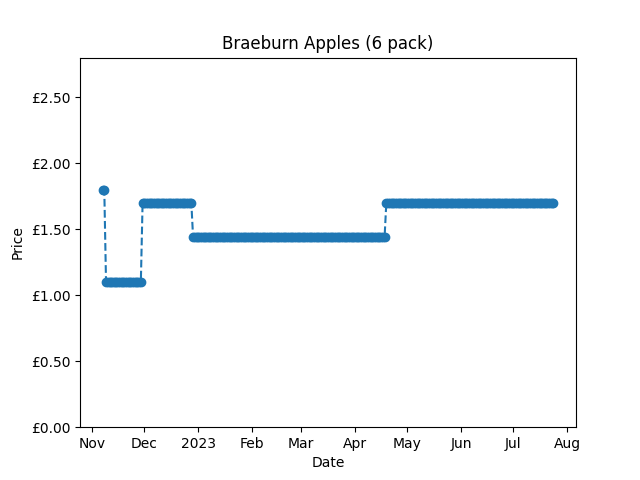 Braeburn Apples (6 pack)
£2.50
£2.00
£1.50
£1.00
£0.50
£0.00
Price
Nov Dec 2023 Feb Mar Apr May Jun Jul Aug
Date